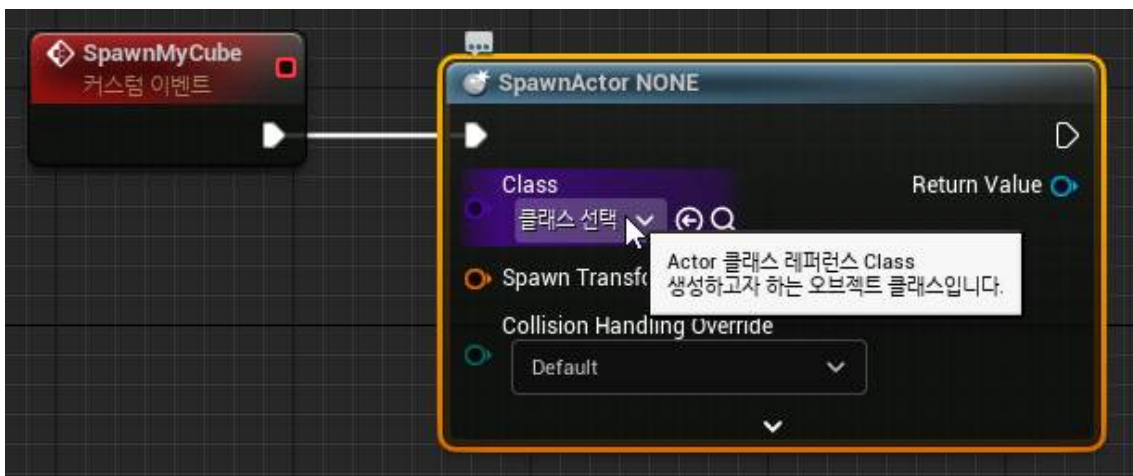 SpawnMyCube
커스텀 이벤트
SpawnActor NONE
Class
Return Value
클래스 선택
Actor 클래스 레퍼런스 Class
생성하고자 하는 오브젝트 클래스입니다.
Spawn Transfo
Collision Handling Override
Default